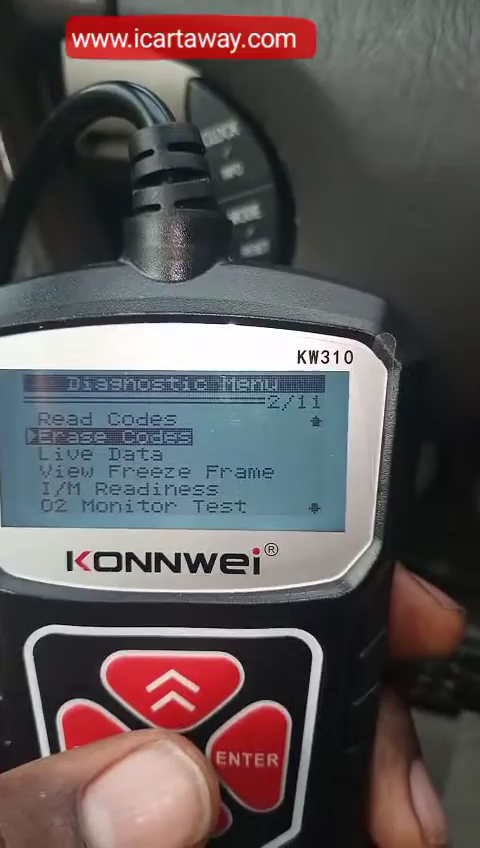 www.icartaway.com
KW310
Diagnostic Menu
2/11
Read Codes
Erase Codes
Live Data
View Freeze Frame
I/M Readiness
O2 Monitor Test
KONNWEI®
ENTER